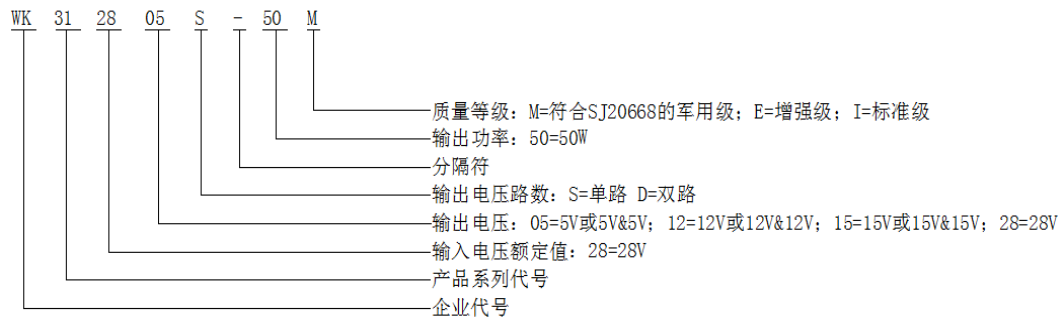 WK 31 28 05 S - 50 M
质量等级：M=符合SJ20668的军用级；E=增强级；I=标准级
输出功率：50=50W
分隔符
输出电压路数：S=单路 D=双路
输出电压：05=5V或5V&5V；12=12V或12V&12V；15=15V或15V&15V；28=28V
输入电压额定值：28=28V
产品系列代号
企业代号